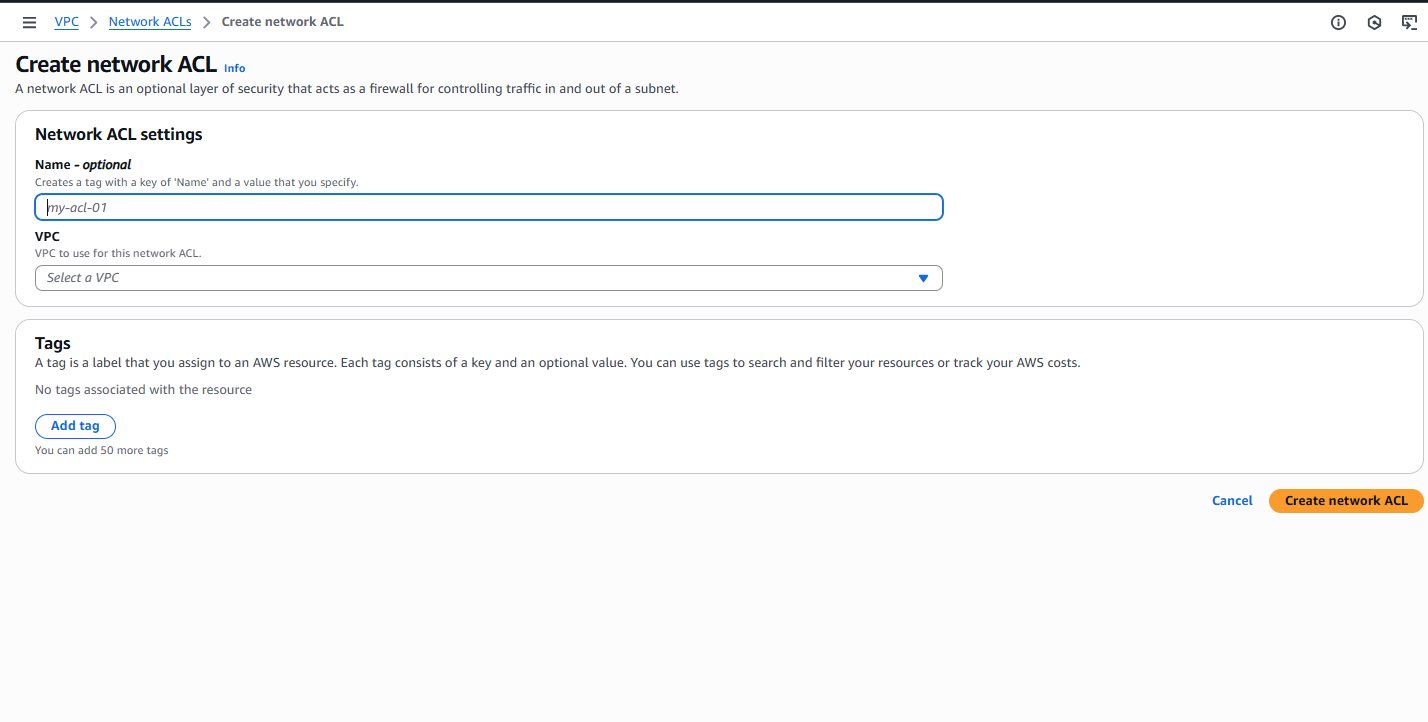 VPC > Network ACLs > Create network ACL
Create network ACL Info
A network ACL is an optional layer of security that acts as a firewall for controlling traffic in and out of a subnet.
Network ACL settings
Name - optional
Creates a tag with a key of 'Name' and a value that you specify.
my-acl-01
VPC
VPC to use for this network ACL.
Select a VPC
Tags
A tag is a label that you assign to an AWS resource. Each tag consists of a key and an optional value. You can use tags to search and filter your resources or track your AWS costs.
No tags associated with the resource
Add tag
You can add 50 more tags
Cancel Create network ACL